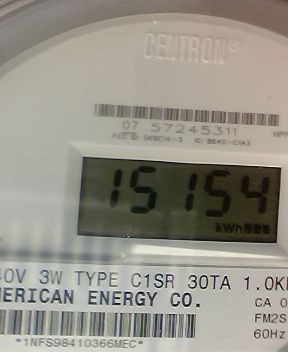 CENTRON®
07 57245311
15154
kWh
40V 3W TYPE C1SR 30TA 1.0K
MERICAN ENERGY CO.
CA 0
FM2S
60Hz
*1NFS98410366MEC*